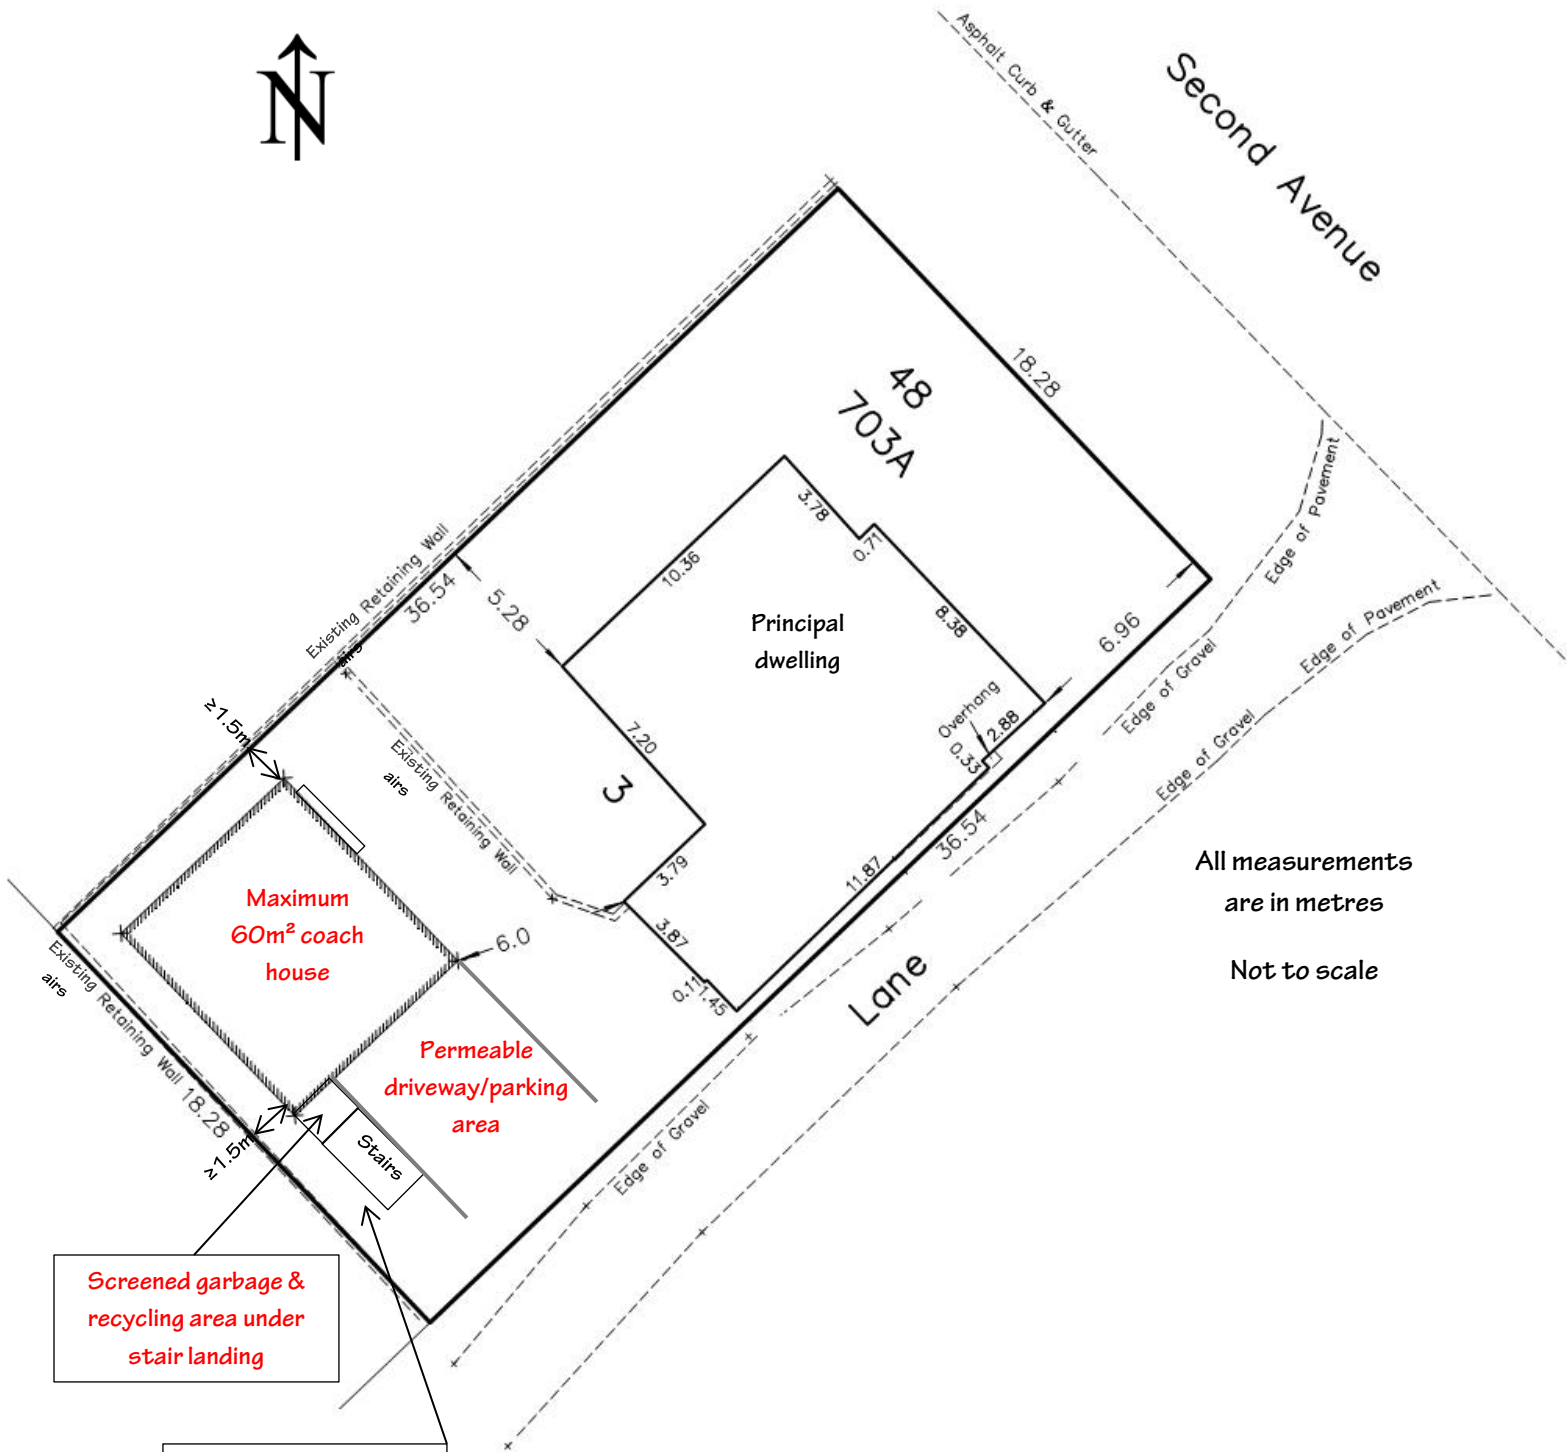 N
Asphalt Curb & Gutter
Second Avenue
18.28
48
703A
3.78
0.71
10.36
8.38
Principal
dwelling
Existing Retaining Wall
36.54
airs
5.28
6.96
Edge of Pavement
Edge of Pavement
Edge of Gravel
Edge of Gravel
Overhang
2.88
0.33
7.20
3
≥1.5m
Existing Retaining Wall
airs
36.54
11.87
3.79
3.87
0.11
1.45
6.0
Maximum
60m² coach
house
All measurements
are in metres
Not to scale
Lane
Existing Retaining Wall
airs
18.28
≥1.5m
Permeable
driveway/parking
area
Stairs
Edge of Gravel
Screened garbage &
recycling area under
stair landing